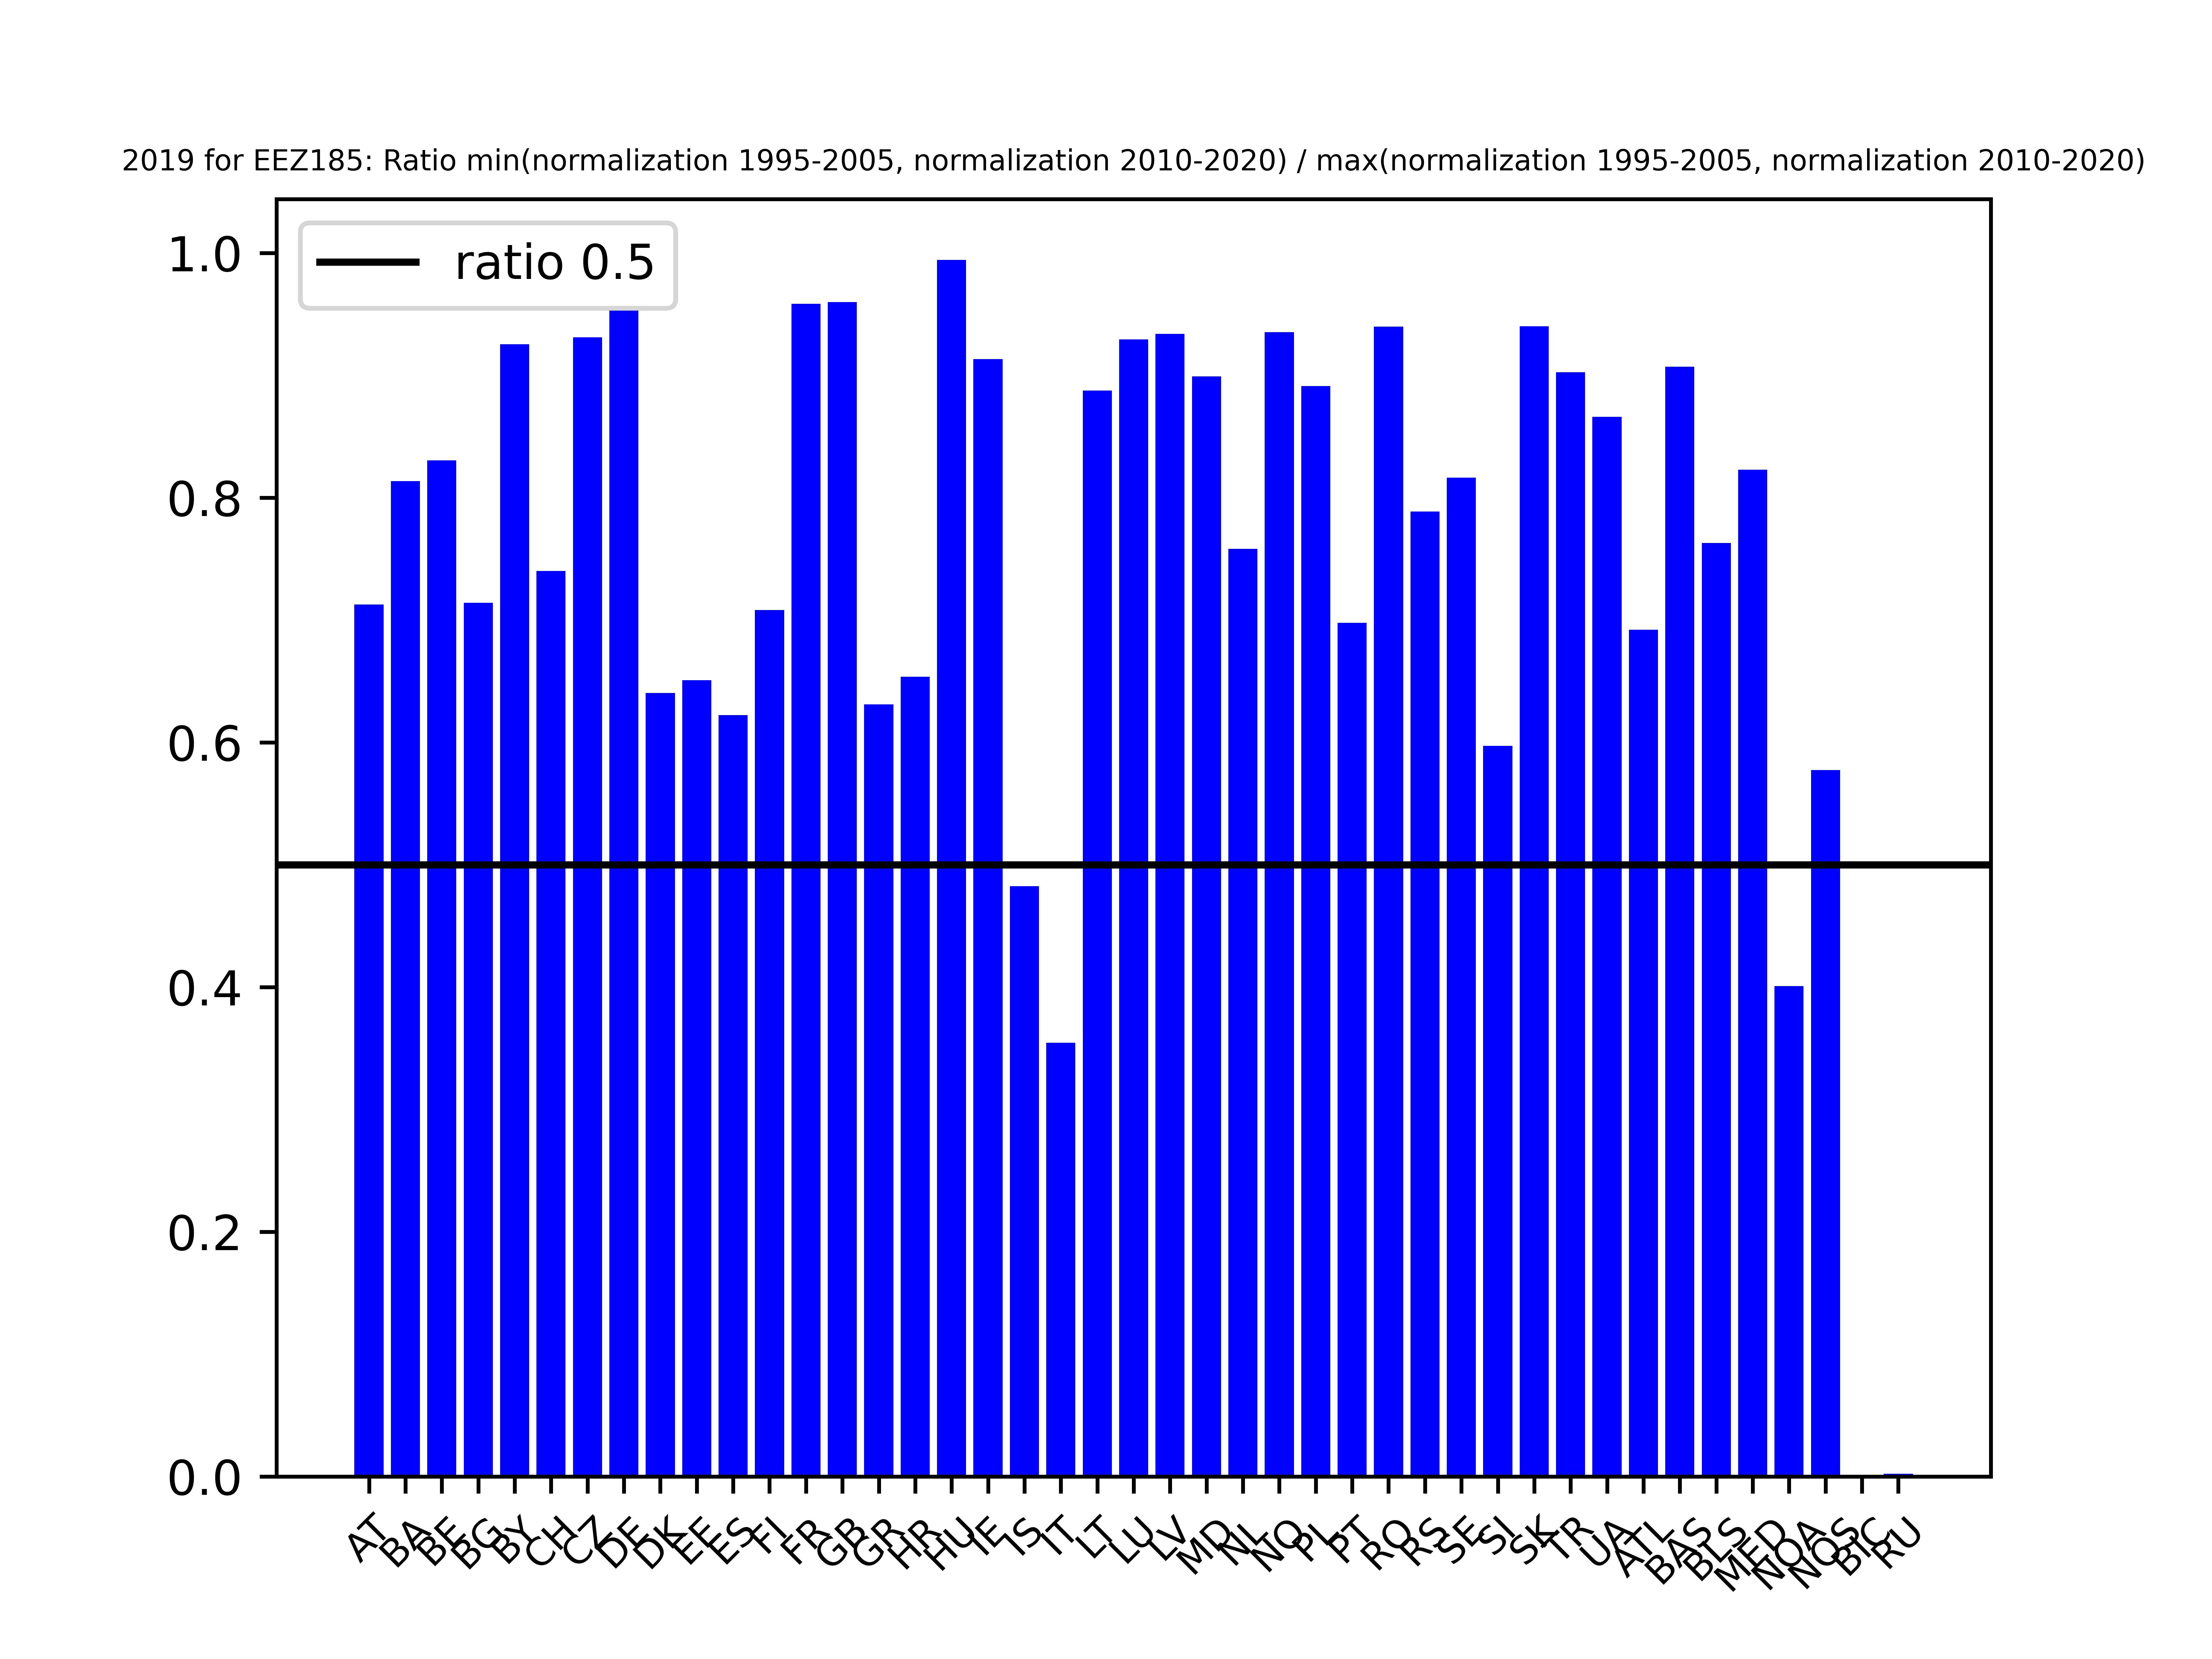 2019 for EEZ185: Ratio min(normalization 1995-2005, normalization 2010-2020) / max(normalization 1995-2005, normalization 2010-2020)
ratio 0.5
1.0
0.8
0.6
0.4
0.2
0.0
AT BA BE BG BY CH CZ DE DK EE ES FI FR GB GR HR HU IE IS IT LT LU LV MD NL NO PL PT RO RS SE SI SK TR UA ATL BAS BLS MED NOA NOS BIC RU